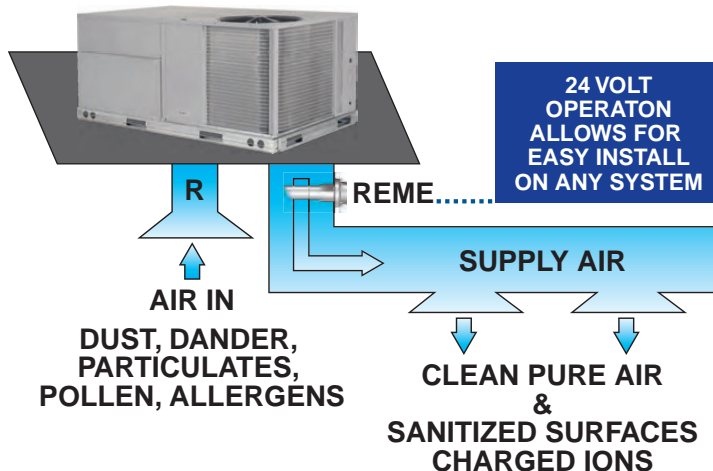 24 VOLT
OPERATON
ALLOWS FOR
EASY INSTALL
ON ANY SYSTEM
R
REME
SUPPLY AIR
AIR IN
DUST, DANDER,
PARTICULATES,
POLLEN, ALLERGENS
CLEAN PURE AIR
&
SANITIZED SURFACES
CHARGED IONS